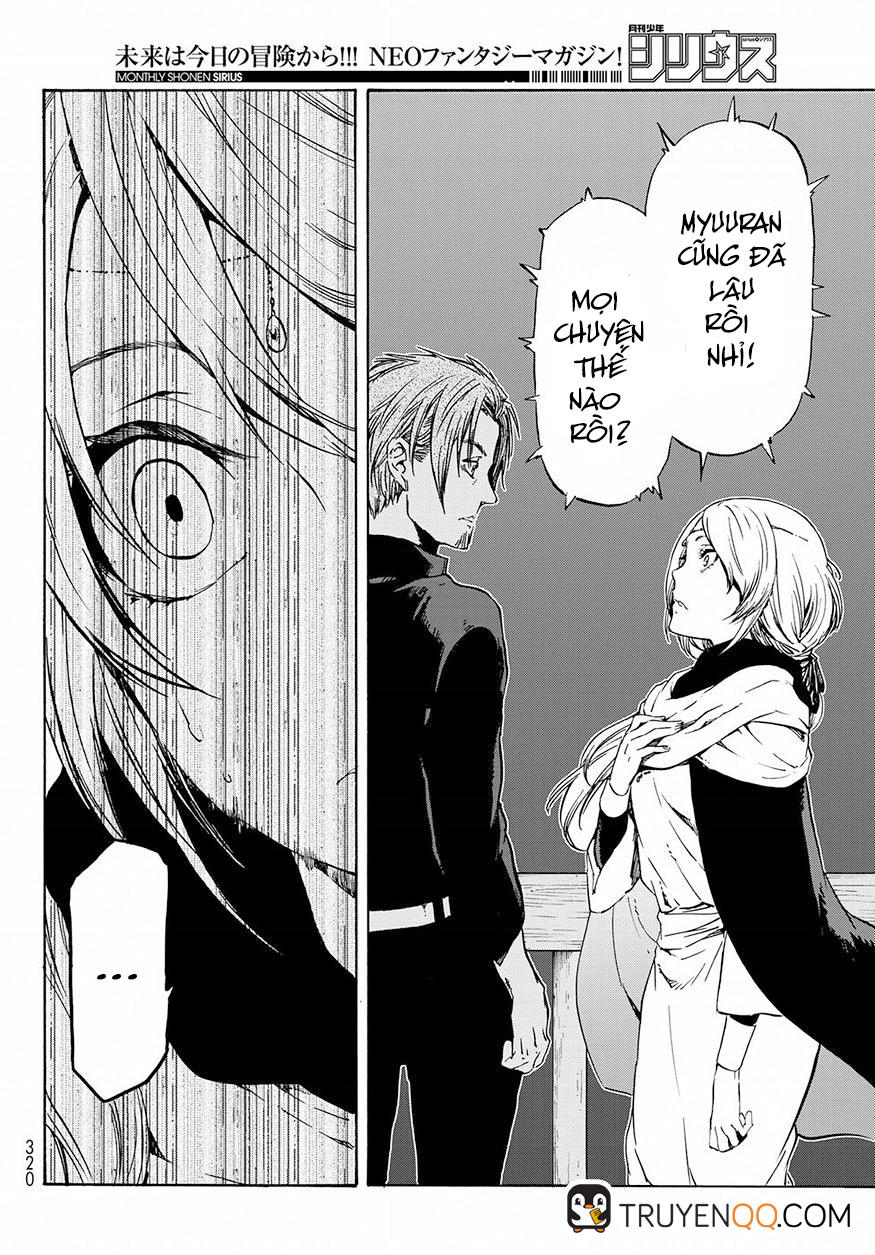 未来は今日の冒険から!!! NEOファンタジーマガジン!
月刊少年
シリウス
MONTHLY SHONEN SIRIUS
MYUURAN
CŨNG ĐÃ
LÂU
RỒI
NHỈ!
MỌI
CHUYỆN
THẾ
NÀO
RỒI?
...
320
TRUYENQQ.COM